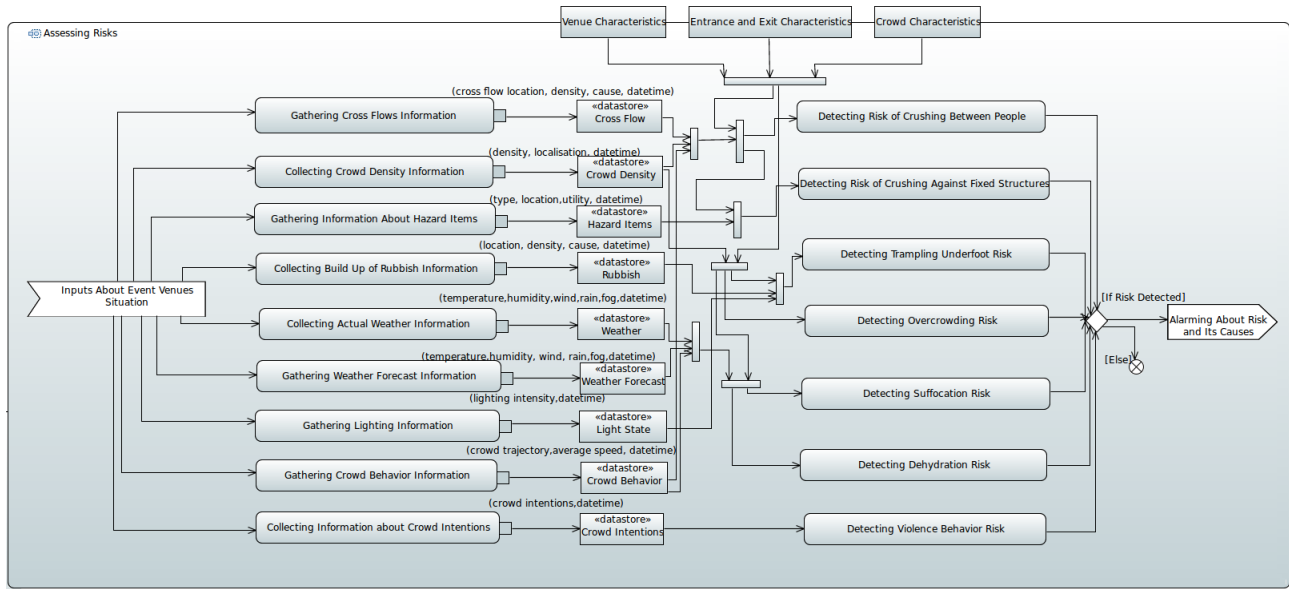 Assessing Risks
Venue Characteristics
Entrance and Exit Characteristics
Crowd Characteristics
(cross flow location, density, cause, datetime)
Gathering Cross Flows Information
«datastore»
Cross Flow
Detecting Risk of Crushing Between People
(density, localisation, datetime)
Collecting Crowd Density Information
«datastore»
Crowd Density
Detecting Risk of Crushing Against Fixed Structures
(type, location,utility, datetime)
Gathering Information About Hazard Items
«datastore»
Hazard Items
(location, density, cause, datetime)
Collecting Build Up of Rubbish Information
«datastore»
Rubbish
Detecting Trampling Underfoot Risk
Inputs About Event Venues
Situation
(temperature,humidity,wind,rain,fog,datetime)
Collecting Actual Weather Information
«datastore»
Weather
Detecting Overcrowding Risk
[If Risk Detected]
Alarming About Risk
and Its Causes
[Else]
(temperature,humidity, wind, rain,fog,datetime)
Gathering Weather Forecast Information
«datastore»
Weather Forecast
Detecting Suffocation Risk
(lighting intensity,datetime)
Gathering Lighting Information
«datastore»
Light State
(crowd trajectory,average speed, datetime)
Gathering Crowd Behavior Information
«datastore»
Crowd Behavior
Detecting Dehydration Risk
(crowd intentions,datetime)
Collecting Information about Crowd Intentions
«datastore»
Crowd Intentions
Detecting Violence Behavior Risk